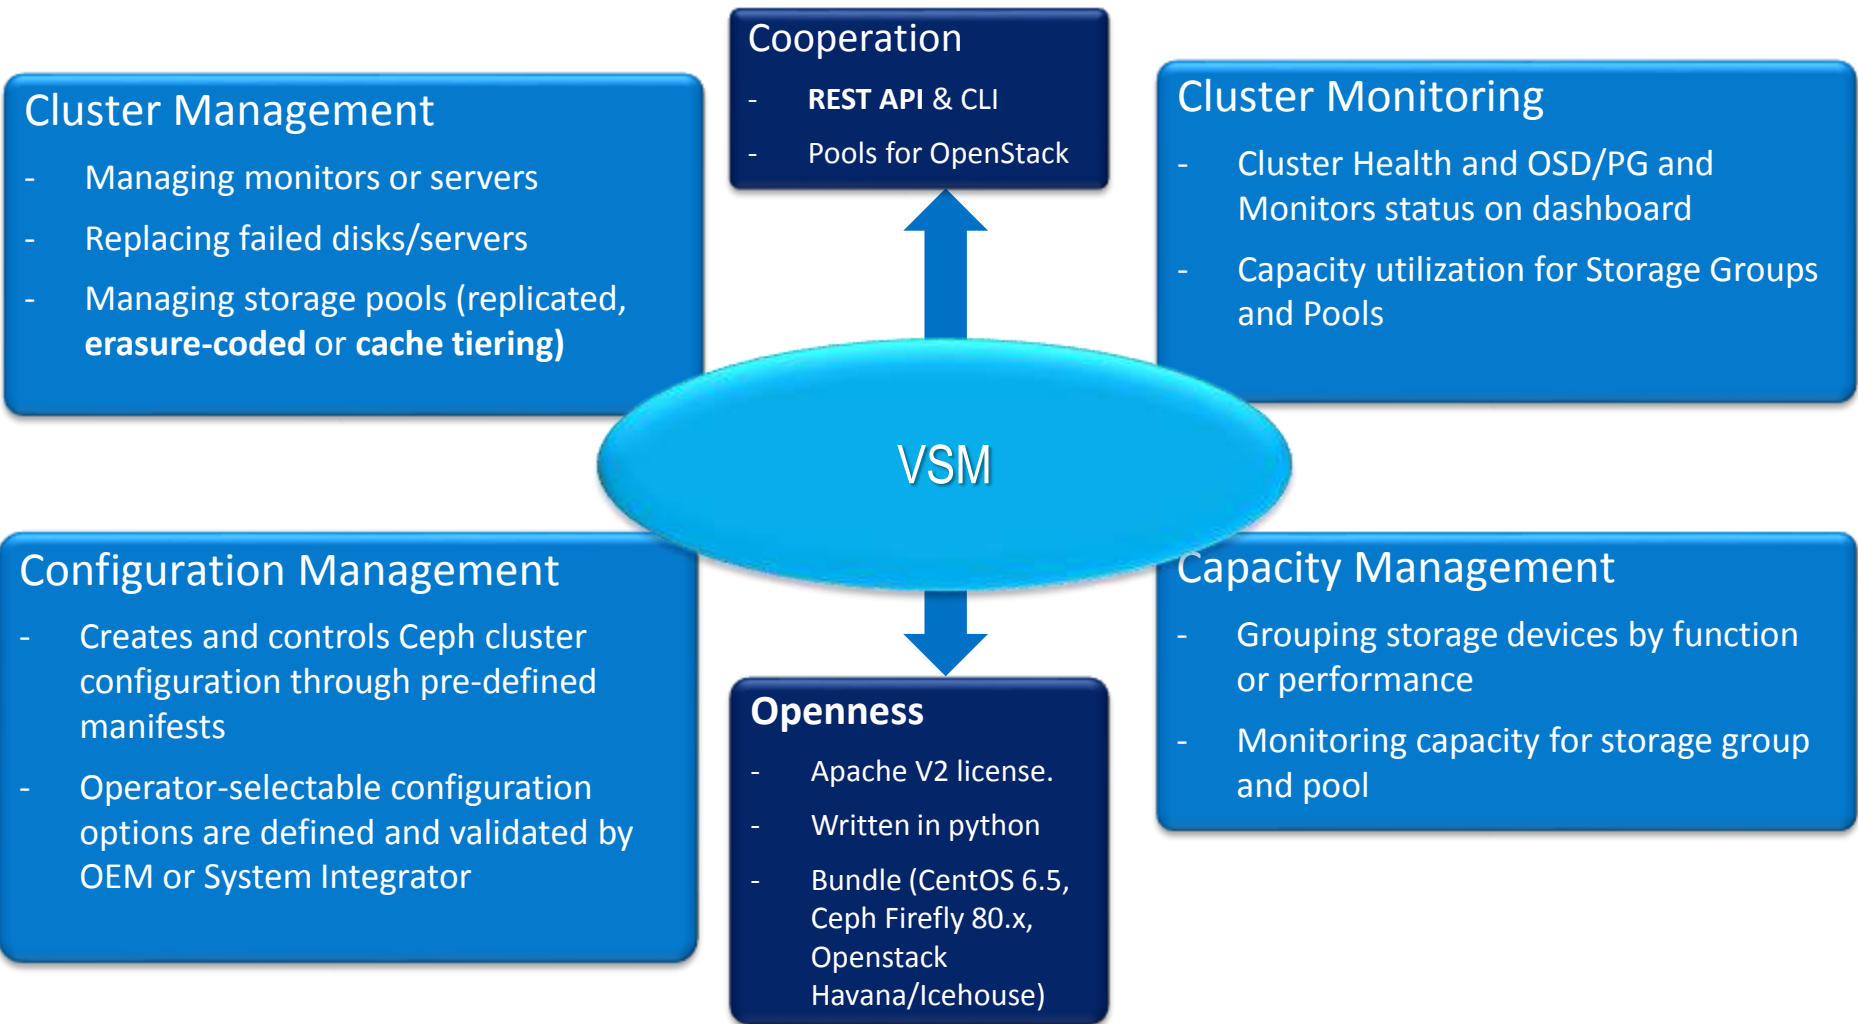 Cooperation
- REST API & CLI
- Pools for OpenStack
Cluster Management
- Managing monitors or servers
- Replacing failed disks/servers
- Managing storage pools (replicated,
erasure-coded or cache tiering)
Cluster Monitoring
- Cluster Health and OSD/PG and
Monitors status on dashboard
- Capacity utilization for Storage Groups
and Pools
VSM
Configuration Management
- Creates and controls Ceph cluster
configuration through pre-defined
manifests
- Operator-selectable configuration
options are defined and validated by
OEM or System Integrator
Openness
- Apache V2 license.
- Written in python
- Bundle (CentOS 6.5,
Ceph Firefly 80.x,
Openstack
Havana/Icehouse)
Capacity Management
- Grouping storage devices by function
or performance
- Monitoring capacity for storage group
and pool